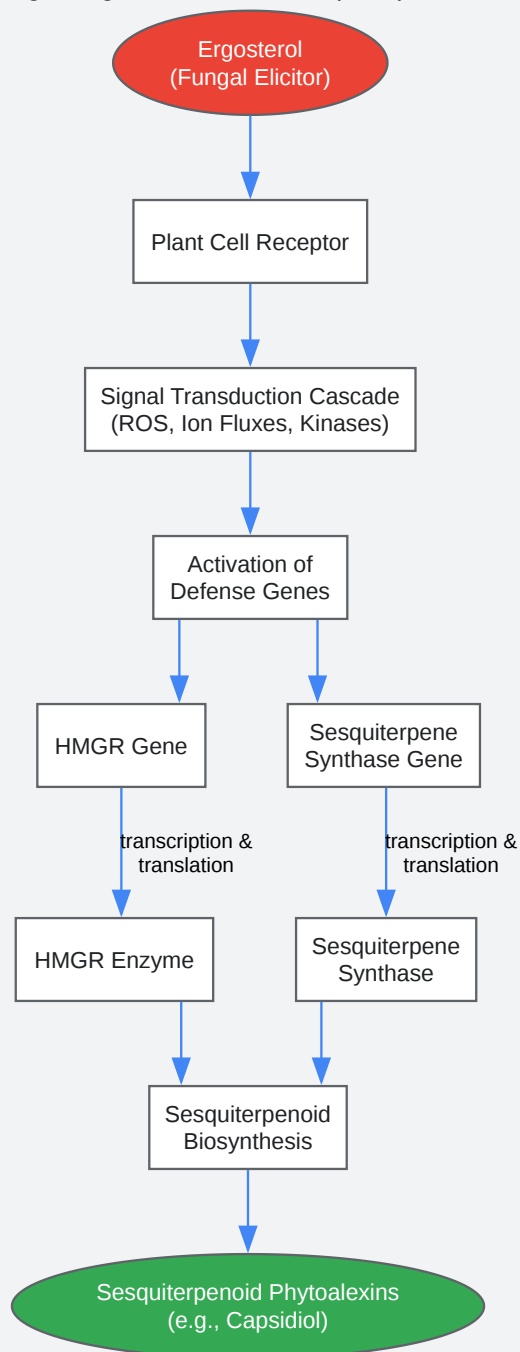 Ergosterol
(Fungal Elicitor)
Plant Cell Receptor
Signal Transduction Cascade
(ROS, Ion Fluxes, Kinases)
Activation of
Defense Genes
HMGR Gene
Sesquiterpene
Synthase Gene
transcription &
translation
transcription &
translation
HMGR Enzyme
Sesquiterpene
Synthase
Sesquiterpenoid
Biosynthesis
Sesquiterpenoid Phytoalexins
(e.g., Capsidiol)